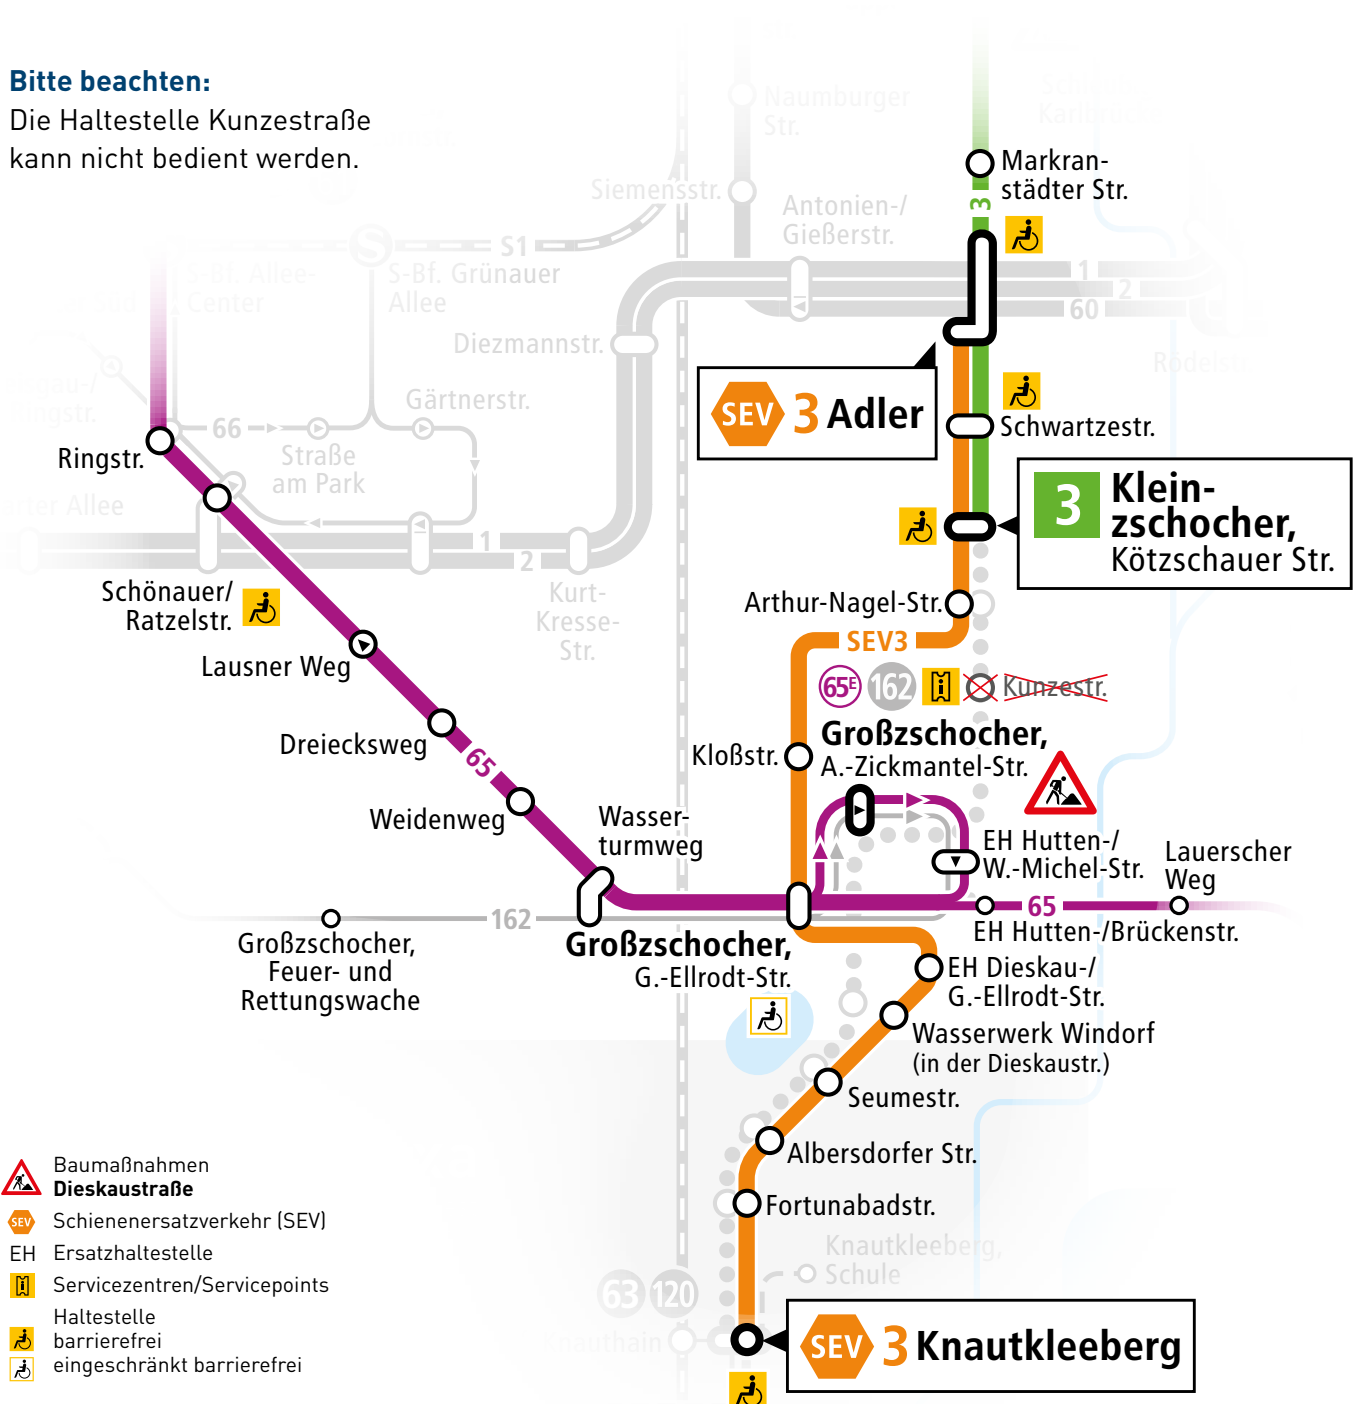 Bitte beachten:
Die Haltestelle Kunzestraße
kann nicht bedient werden.
Naumburger
Str.
Siemensstr.
Antonien-/
Gießerstr.
3
Markran-
städter Str.
S
S1
S-Bf. Allee-
Center
S-Bf. Grünauer
Allee
1
2
60
Diezmannstr.
SEV 3 Adler
Gärtnerstr.
66
Straße
am Park
Ringstr.
Schwartzestr.
3 Klein-
zschocher,
Kötzschauer Str.
Allee
1
2
Schönauer/
Ratzelstr.
Kurt-
Kresse-
Str.
Arthur-Nagel-Str.
SEV3
Lausner Weg
65E 162 Kunzestr.
Großzschocher,
A.-Zickmantel-Str.
Kloßstr.
Dreiecksweg
65
Weidenweg
Wasser-
turmweg
EH Hutten-/
W.-Michel-Str.
Lauerscher
Weg
65
162
EH Hutten-/Brückenstr.
Großzschocher,
Feuer- und
Rettungswache
Großzschocher,
G.-Ellrodt-Str.
EH Dieskau-/
G.-Ellrodt-Str.
Wasserwerk Windorf
(in der Dieskaustr.)
Seumestr.
Albersdorfer Str.
Fortunabadstr.
Knautkleeberg,
Schule
63 120
Knauthain
SEV 3 Knautkleeberg
Baumaßnahmen
Dieskaustraße
SEV Schienenersatzverkehr (SEV)
EH Ersatzhaltestelle
Servicezentren/Servicepoints
Haltestelle
barrierefrei
eingeschränkt barrierefrei